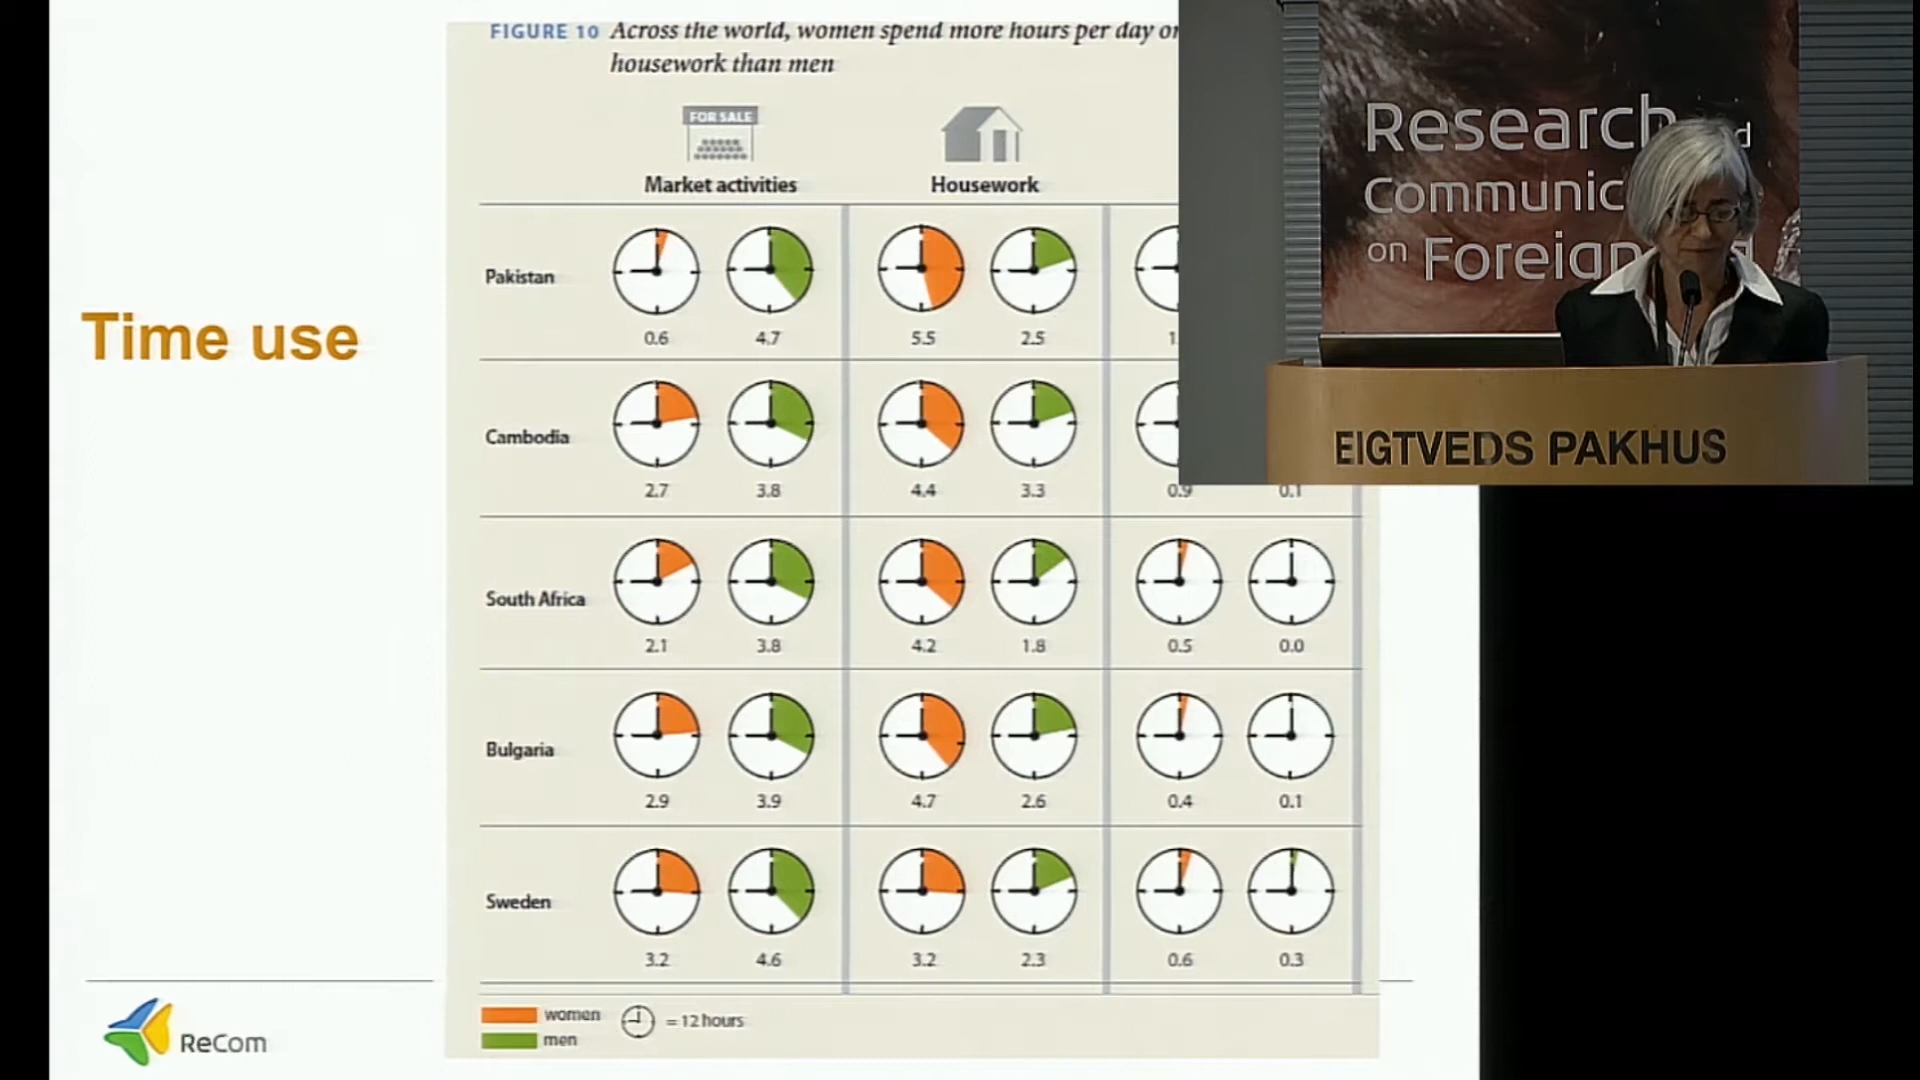 FIGURE 10 Across the world, women spend more hours per day
housework than men
FOR SALE
Market activities Housework
Time use
Pakistan
0.6 4.7 5.5 2.5
Cambodia
2.7 3.8 4.4 3.3 0.9 0.1
South Africa
2.1 3.8 4.2 1.8 0.5 0.0
Bulgaria
2.9 3.9 4.7 2.6 0.4 0.1
Sweden
3.2 4.6 3.2 2.3 0.6 0.3
women = 12 hours
men
ReCom
Research
Communic
on Foreign
EIGTVEDS PAKHUS